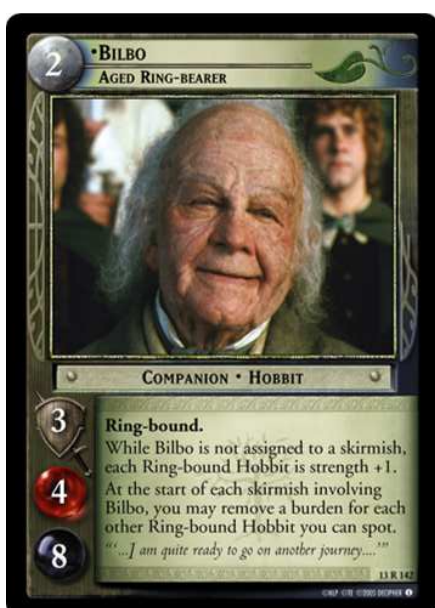 2
•BILBO
AGED RING-BEARER
COMPANION • HOBBIT
3
4
8
Ring-bound.
While Bilbo is not assigned to a skirmish,
each Ring-bound Hobbit is strength +1.
At the start of each skirmish involving
Bilbo, you may remove a burden for each
other Ring-bound Hobbit you can spot.
“‘...I am quite ready to go on another journey....’”
13 R 142